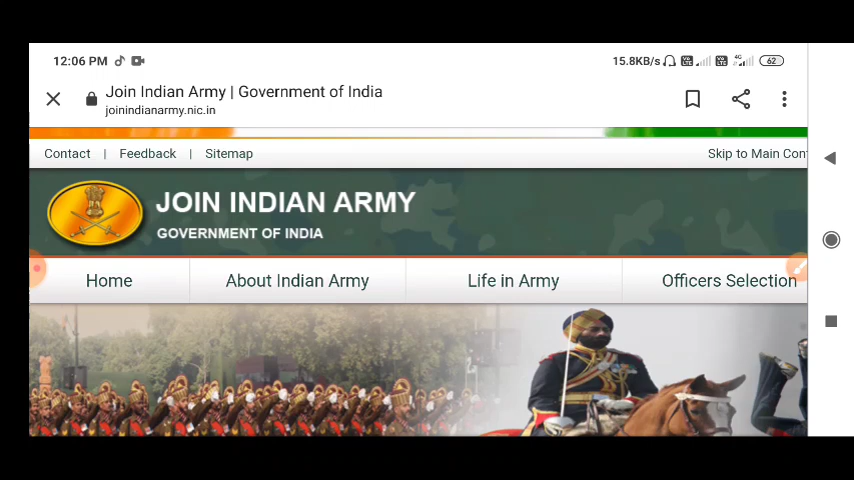 12:06 PM 15.8KB/s 4G 62
Join Indian Army | Government of India
joinindianarmy.nic.in
Contact | Feedback | Sitemap Skip to Main Con
JOIN INDIAN ARMY
GOVERNMENT OF INDIA
Home About Indian Army Life in Army Officers Selection